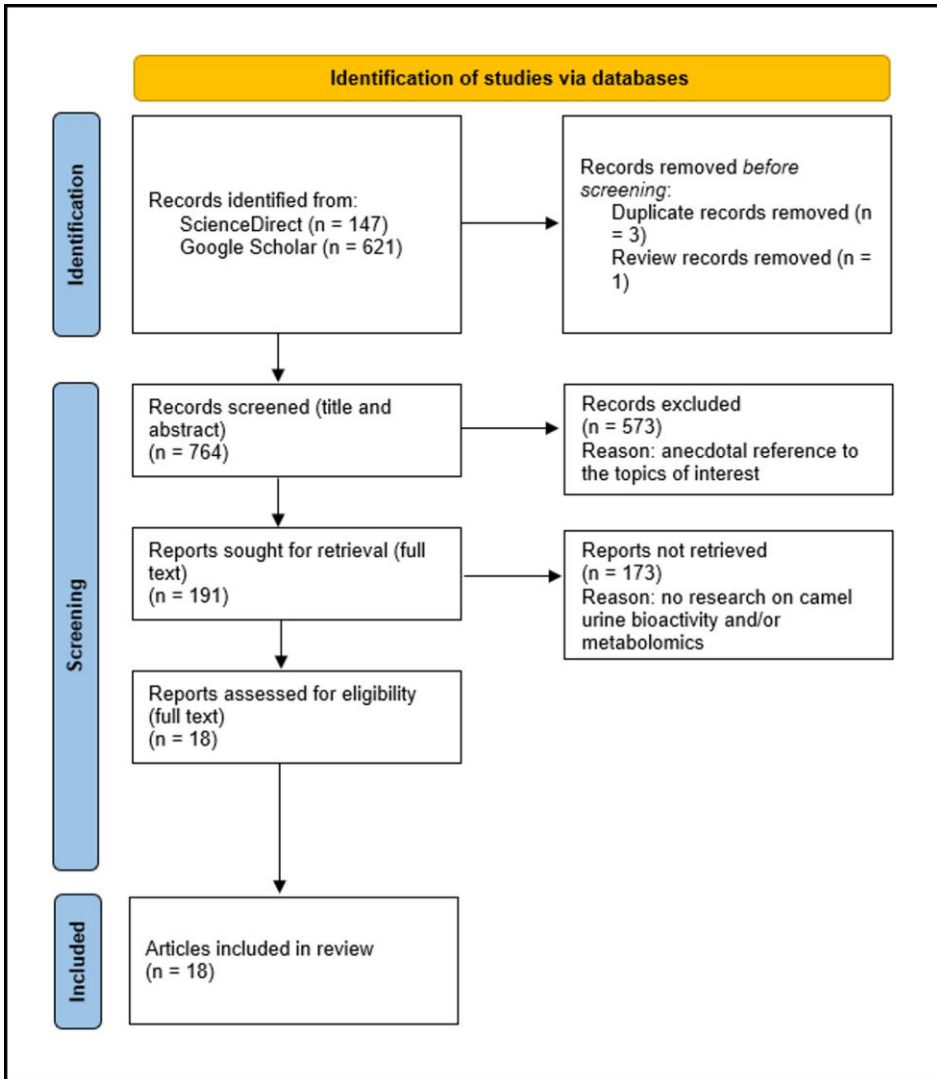 Identification of studies via databases
Identification
Records identified from:
ScienceDirect (n = 147)
Google Scholar (n = 621)
Records removed before
screening:
Duplicate records removed (n
= 3)
Review records removed (n =
1)
Screening
Records screened (title and
abstract)
(n = 764)
Records excluded
(n = 573)
Reason: anecdotal reference to
the topics of interest
Reports sought for retrieval (full
text)
(n = 191)
Reports not retrieved
(n = 173)
Reason: no research on camel
urine bioactivity and/or
metabolomics
Reports assessed for eligibility
(full text)
(n = 18)
Included
Articles included in review
(n = 18)